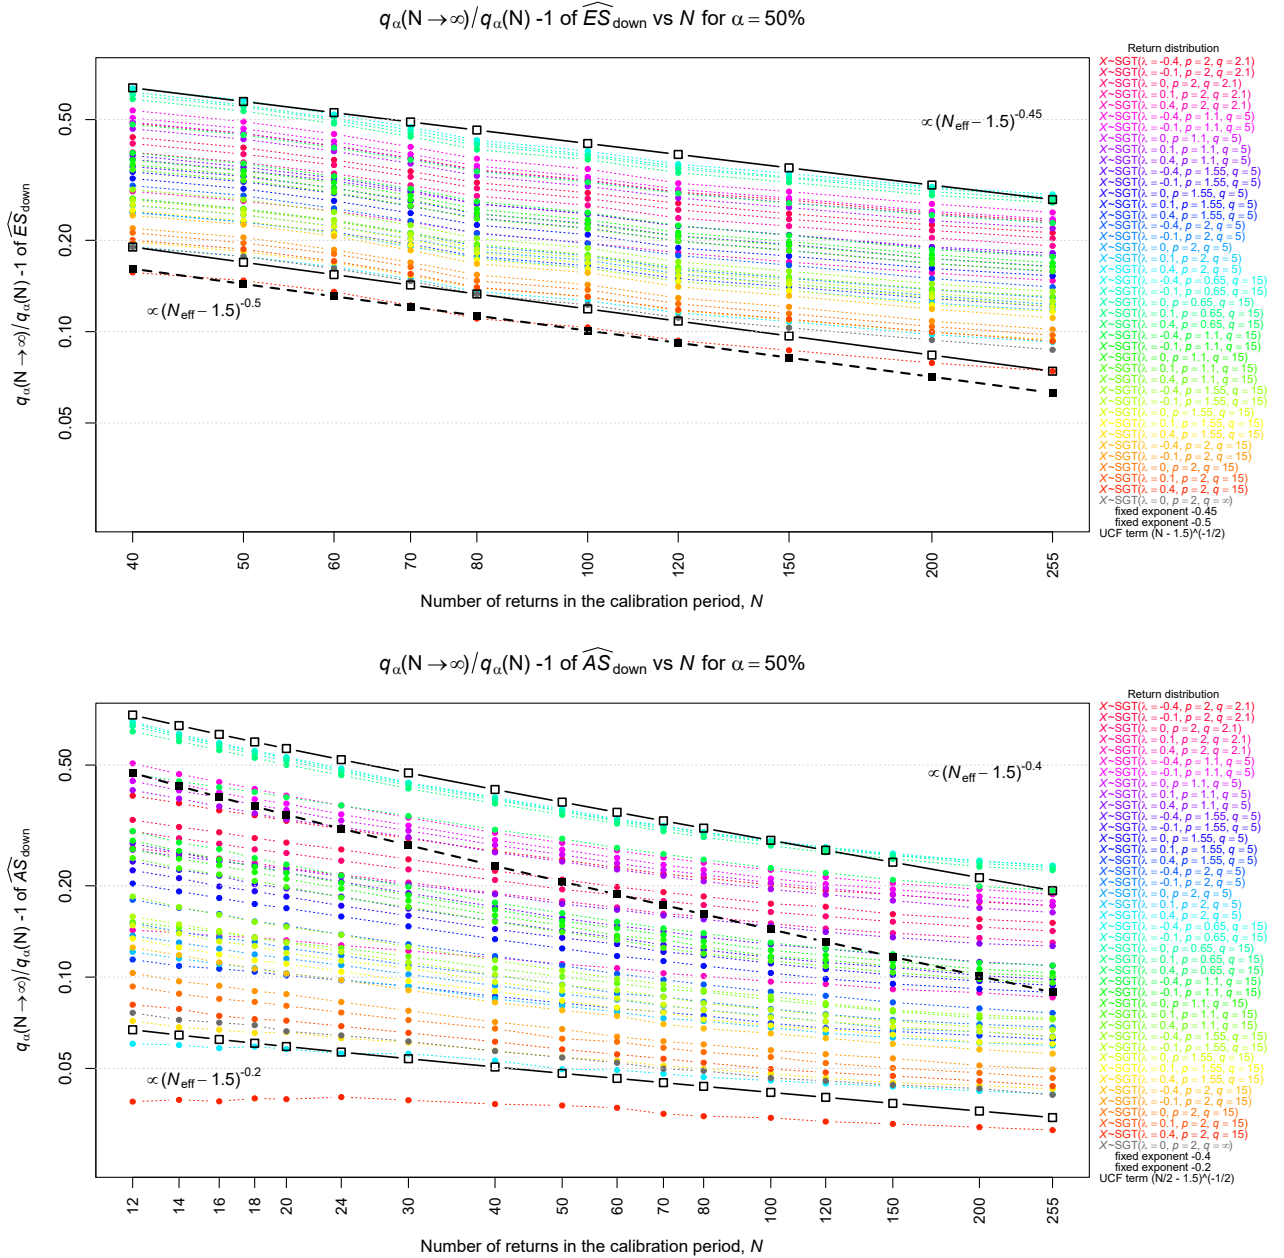 qα(N→∞)/qα(N) -1 of ÊS down vs N for α = 50%
qα(N→∞)/qα(N) -1 of ÊS down
0.50
0.20
0.10
0.05
∝(Neff − 1.5)^-0.45
∝(Neff − 1.5)^-0.5
40 50 60 70 80 100 120 150 200 255
Number of returns in the calibration period, N
Return distribution
X~SGT(λ = -0.4, p = 2, q = 2.1)
X~SGT(λ = -0.1, p = 2, q = 2.1)
X~SGT(λ = 0, p = 2, q = 2.1)
X~SGT(λ = 0.1, p = 2, q = 2.1)
X~SGT(λ = 0.4, p = 2, q = 2.1)
X~SGT(λ = -0.4, p = 1.1, q = 5)
X~SGT(λ = -0.1, p = 1.1, q = 5)
X~SGT(λ = 0, p = 1.1, q = 5)
X~SGT(λ = 0.1, p = 1.1, q = 5)
X~SGT(λ = 0.4, p = 1.1, q = 5)
X~SGT(λ = -0.4, p = 1.55, q = 5)
X~SGT(λ = -0.1, p = 1.55, q = 5)
X~SGT(λ = 0, p = 1.55, q = 5)
X~SGT(λ = 0.1, p = 1.55, q = 5)
X~SGT(λ = 0.4, p = 1.55, q = 5)
X~SGT(λ = -0.4, p = 2, q = 5)
X~SGT(λ = -0.1, p = 2, q = 5)
X~SGT(λ = 0, p = 2, q = 5)
X~SGT(λ = 0.1, p = 2, q = 5)
X~SGT(λ = 0.4, p = 2, q = 5)
X~SGT(λ = -0.4, p = 0.65, q = 15)
X~SGT(λ = -0.1, p = 0.65, q = 15)
X~SGT(λ = 0, p = 0.65, q = 15)
X~SGT(λ = 0.1, p = 0.65, q = 15)
X~SGT(λ = 0.4, p = 0.65, q = 15)
X~SGT(λ = -0.4, p = 1.1, q = 15)
X~SGT(λ = -0.1, p = 1.1, q = 15)
X~SGT(λ = 0, p = 1.1, q = 15)
X~SGT(λ = 0.1, p = 1.1, q = 15)
X~SGT(λ = 0.4, p = 1.1, q = 15)
X~SGT(λ = -0.4, p = 1.55, q = 15)
X~SGT(λ = -0.1, p = 1.55, q = 15)
X~SGT(λ = 0, p = 1.55, q = 15)
X~SGT(λ = 0.1, p = 1.55, q = 15)
X~SGT(λ = 0.4, p = 1.55, q = 15)
X~SGT(λ = -0.4, p = 2, q = 15)
X~SGT(λ = -0.1, p = 2, q = 15)
X~SGT(λ = 0, p = 2, q = 15)
X~SGT(λ = 0.1, p = 2, q = 15)
X~SGT(λ = 0.4, p = 2, q = 15)
X~SGT(λ = 0, p = 2, q = ∞)
fixed exponent -0.45
fixed exponent -0.5
UCF term (N - 1.5)^(-1/2)
qα(N→∞)/qα(N) -1 of ÂS down vs N for α = 50%
qα(N→∞)/qα(N) -1 of ÂS down
0.50
0.20
0.10
0.05
∝(Neff − 1.5)^-0.4
∝(Neff − 1.5)^-0.2
12 14 16 18 20 24 30 40 50 60 70 80 100 120 150 200 255
Number of returns in the calibration period, N
Return distribution
X~SGT(λ = -0.4, p = 2, q = 2.1)
X~SGT(λ = -0.1, p = 2, q = 2.1)
X~SGT(λ = 0, p = 2, q = 2.1)
X~SGT(λ = 0.1, p = 2, q = 2.1)
X~SGT(λ = 0.4, p = 2, q = 2.1)
X~SGT(λ = -0.4, p = 1.1, q = 5)
X~SGT(λ = -0.1, p = 1.1, q = 5)
X~SGT(λ = 0, p = 1.1, q = 5)
X~SGT(λ = 0.1, p = 1.1, q = 5)
X~SGT(λ = 0.4, p = 1.1, q = 5)
X~SGT(λ = -0.4, p = 1.55, q = 5)
X~SGT(λ = -0.1, p = 1.55, q = 5)
X~SGT(λ = 0, p = 1.55, q = 5)
X~SGT(λ = 0.1, p = 1.55, q = 5)
X~SGT(λ = 0.4, p = 1.55, q = 5)
X~SGT(λ = -0.4, p = 2, q = 5)
X~SGT(λ = -0.1, p = 2, q = 5)
X~SGT(λ = 0, p = 2, q = 5)
X~SGT(λ = 0.1, p = 2, q = 5)
X~SGT(λ = 0.4, p = 2, q = 5)
X~SGT(λ = -0.4, p = 0.65, q = 15)
X~SGT(λ = -0.1, p = 0.65, q = 15)
X~SGT(λ = 0, p = 0.65, q = 15)
X~SGT(λ = 0.1, p = 0.65, q = 15)
X~SGT(λ = 0.4, p = 0.65, q = 15)
X~SGT(λ = -0.4, p = 1.1, q = 15)
X~SGT(λ = -0.1, p = 1.1, q = 15)
X~SGT(λ = 0, p = 1.1, q = 15)
X~SGT(λ = 0.1, p = 1.1, q = 15)
X~SGT(λ = 0.4, p = 1.1, q = 15)
X~SGT(λ = -0.4, p = 1.55, q = 15)
X~SGT(λ = -0.1, p = 1.55, q = 15)
X~SGT(λ = 0, p = 1.55, q = 15)
X~SGT(λ = 0.1, p = 1.55, q = 15)
X~SGT(λ = 0.4, p = 1.55, q = 15)
X~SGT(λ = -0.4, p = 2, q = 15)
X~SGT(λ = -0.1, p = 2, q = 15)
X~SGT(λ = 0, p = 2, q = 15)
X~SGT(λ = 0.1, p = 2, q = 15)
X~SGT(λ = 0.4, p = 2, q = 15)
X~SGT(λ = 0, p = 2, q = ∞)
fixed exponent -0.4
fixed exponent -0.2
UCF term (N/2 - 1.5)^(-1/2)